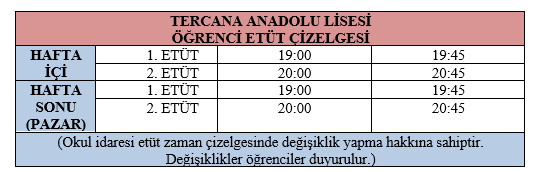 TERCANA ANADOLU LİSESİ
ÖĞRENCİ ETÜT ÇİZELGESİ
HAFTA İÇİ
1. ETÜT 19:00 19:45
2. ETÜT 20:00 20:45
HAFTA SONU (PAZAR)
1. ETÜT 19:00 19:45
2. ETÜT 20:00 20:45
(Okul idaresi etüt zaman çizelgesinde değişiklik yapma hakkına sahiptir.
Değişiklikler öğrenciler duyurulur.)